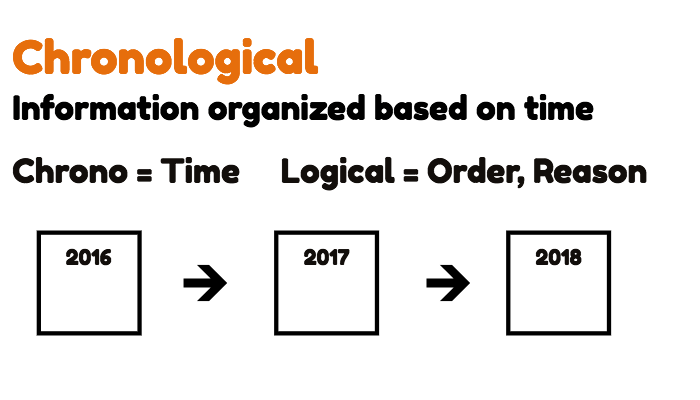 Chronological
Information organized based on time
Chrono = Time Logical = Order, Reason
2016 → 2017 → 2018